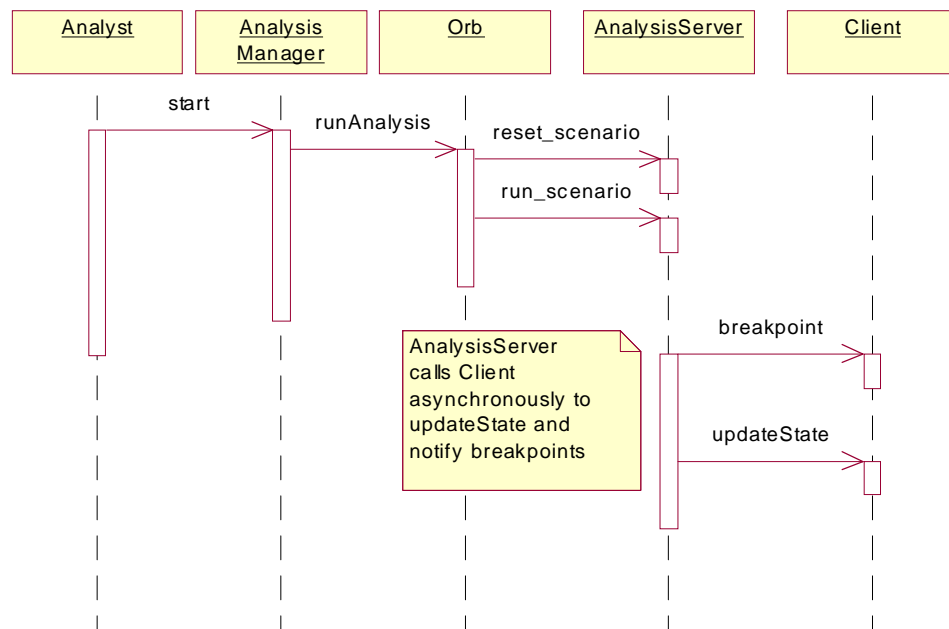 Analyst
Analysis
Manager
Orb
AnalysisServer
Client
start
runAnalysis
reset_scenario
run_scenario
breakpoint
AnalysisServer
calls Client
asynchronously to
updateState and
notify breakpoints
updateState